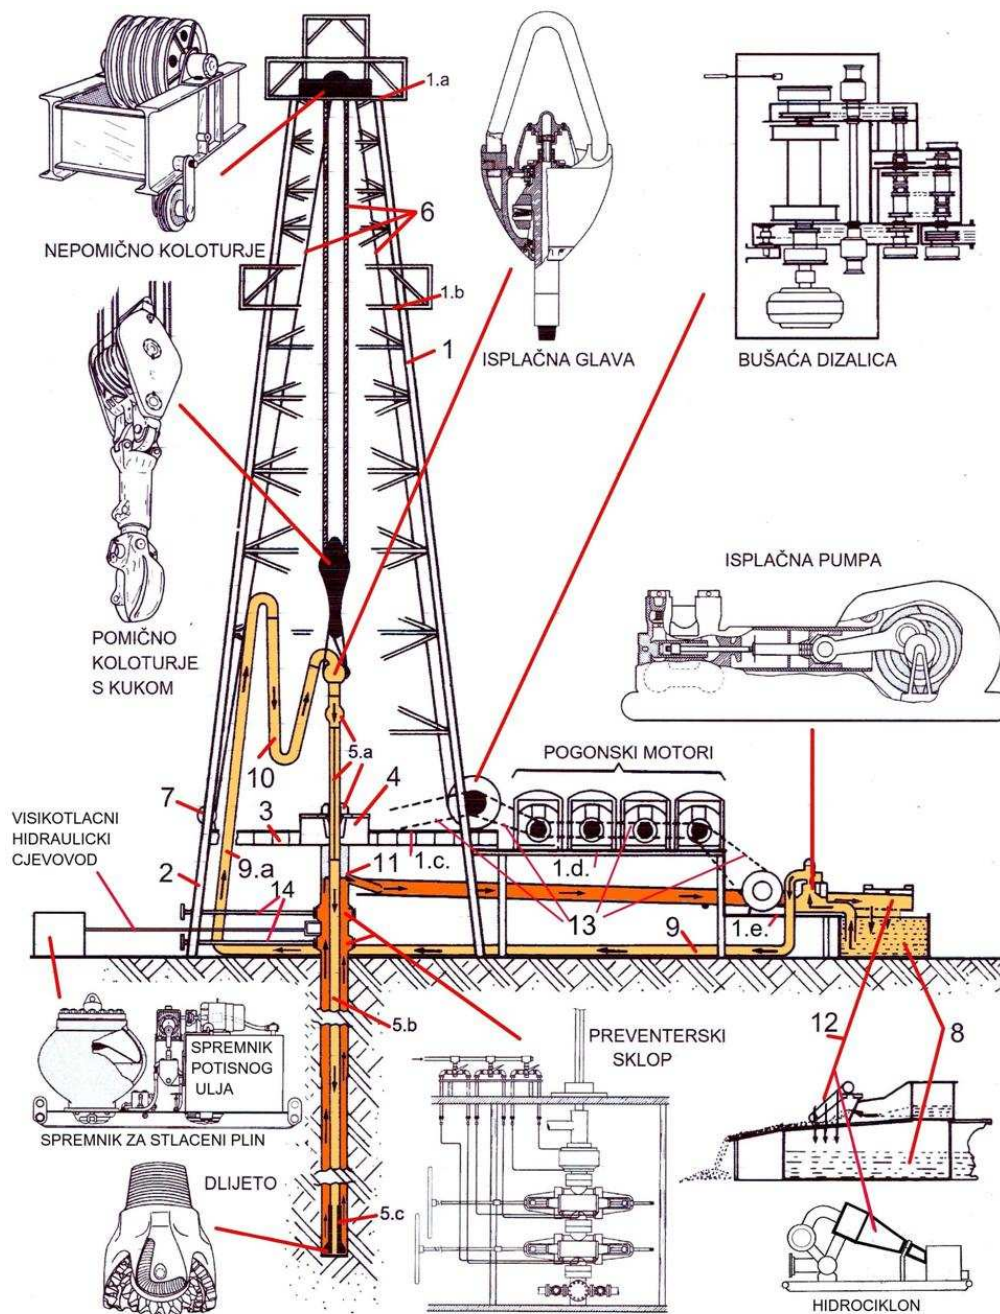 1.a
6
NEPOMIČNO KOLOTURJE
1.b
1
ISPLAČNA GLAVA
BUŠAĆA DIZALICA
ISPLAČNA PUMPA
POMIČNO
KOLOTURJE
S KUKOM
10
5.a
4
POGONSKI MOTORI
7
3
VISIKOTLACNI
HIDRAULICKI
CJEVOVOD
2
9.a
14
11
1.c.
1.d.
13
9
1.e.
5.b
12
8
PREVENTERSKI
SKLOP
SPREMNIK
POTISNOG
ULJA
SPREMNIK ZA STLACENI PLIN
DLIJETO
5.c
HIDROCIKLON